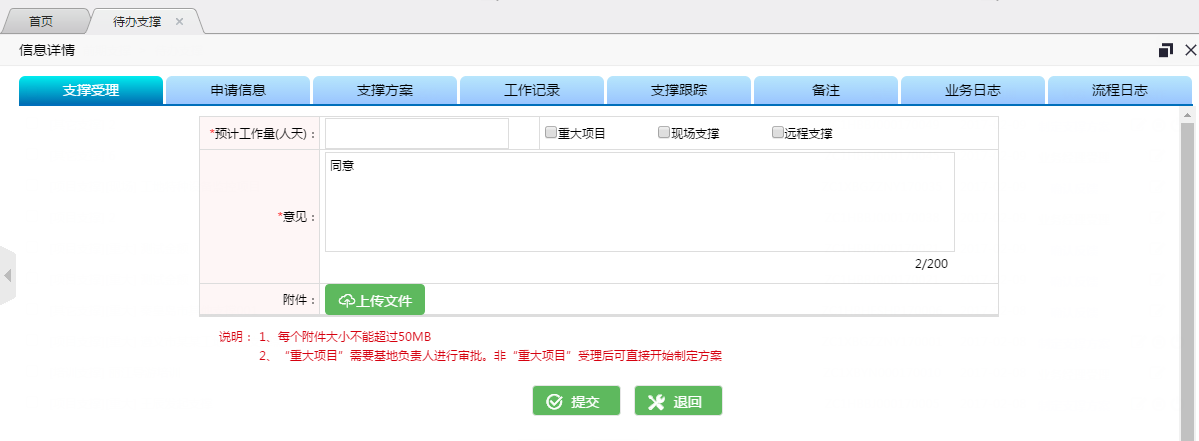 首页 待办支撑 ×
信息详情
支撑受理 申请信息 支撑方案 工作记录 支撑跟踪 备注 业务日志 流程日志
*预计工作量(人天)： 重大项目 现场支撑 远程支撑
同意
*意见：
2/200
附件： 上传文件
说明： 1、每个附件大小不能超过50MB
2、“重大项目”需要基地负责人进行审批。非“重大项目”受理后可直接开始制定方案
提交 退回